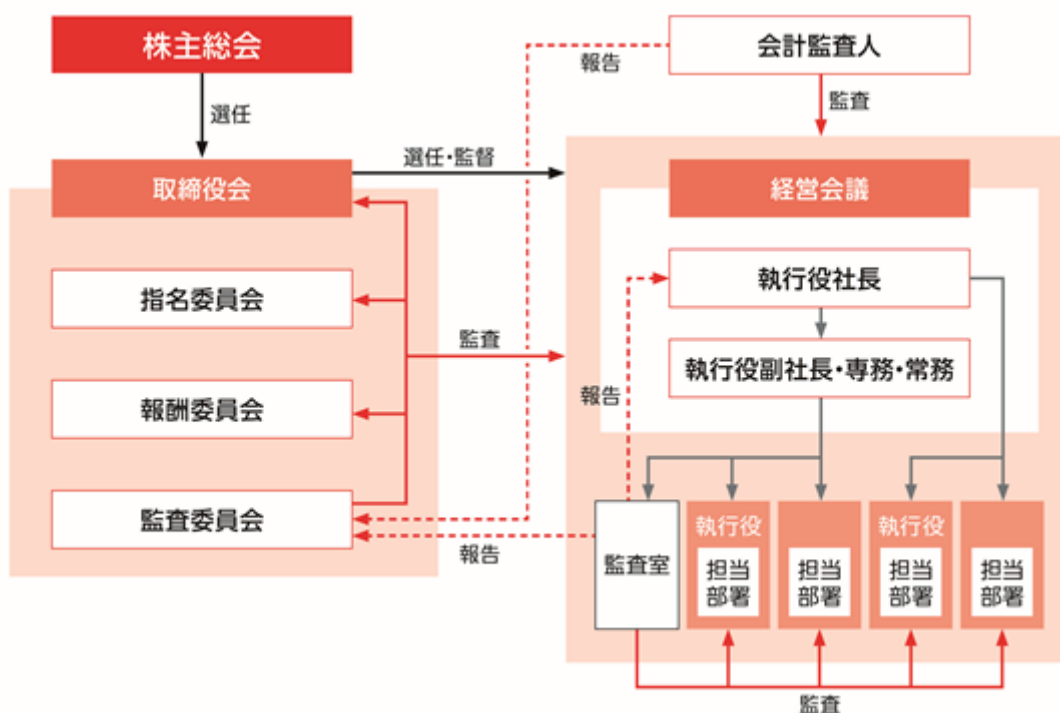 株主総会
会計監査人
報告
選任
監査
取締役会
選任・監督
経営会議
指名委員会
執行役社長
監査
執行役副社長・専務・常務
報告
報酬委員会
監査委員会
報告
監査室
執行役
担当
部署
担当
部署
執行役
担当
部署
担当
部署
監査